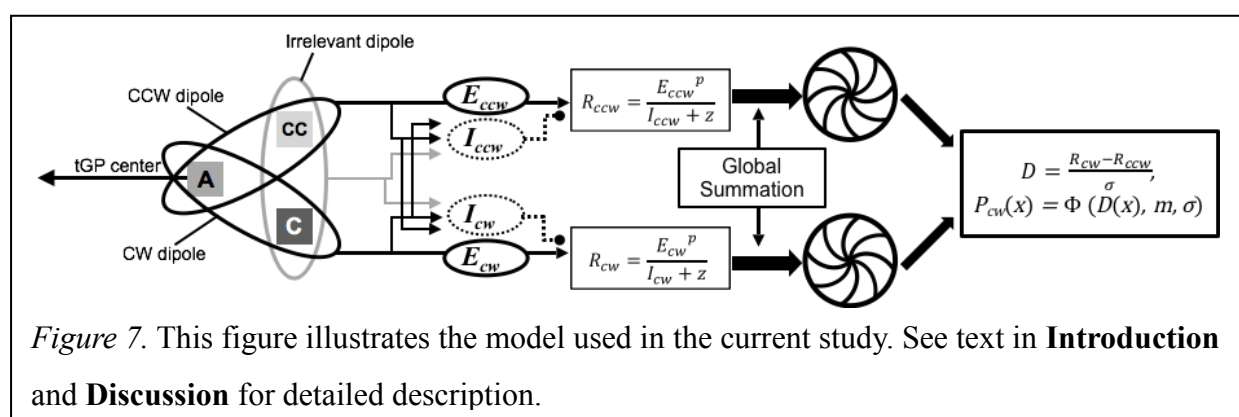 Irrelevant dipole
CCW dipole
CC
tGP center
A
C
CW dipole
E_ccw
I_ccw
I_cw
E_cw
R_ccw = E_ccw^p / (I_ccw + z)
R_cw = E_cw^p / (I_cw + z)
Global
Summation
D = (R_cw − R_ccw) / σ,
P_cw(x) = Φ (D(x), m, σ)
Figure 7. This figure illustrates the model used in the current study. See text in Introduction
and Discussion for detailed description.